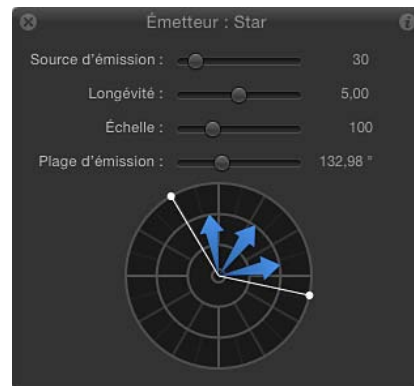 Émetteur : Star
Source d'émission : 30
Longévité : 5,00
Échelle : 100
Plage d'émission : 132,98 °